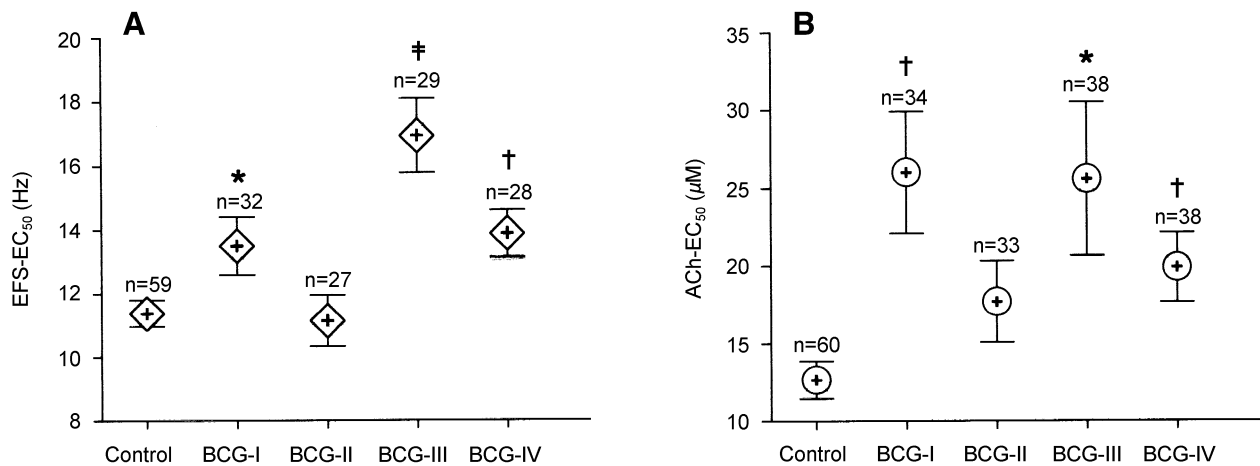 A
EFS-EC50 (Hz)
20
18
16
14
12
10
8
n=59
*
n=32
n=27
‡
n=29
†
n=28
Control BCG-I BCG-II BCG-III BCG-IV
B
ACh-EC50 (μM)
35
30
25
20
15
10
n=60
†
n=34
n=33
*
n=38
†
n=38
Control BCG-I BCG-II BCG-III BCG-IV